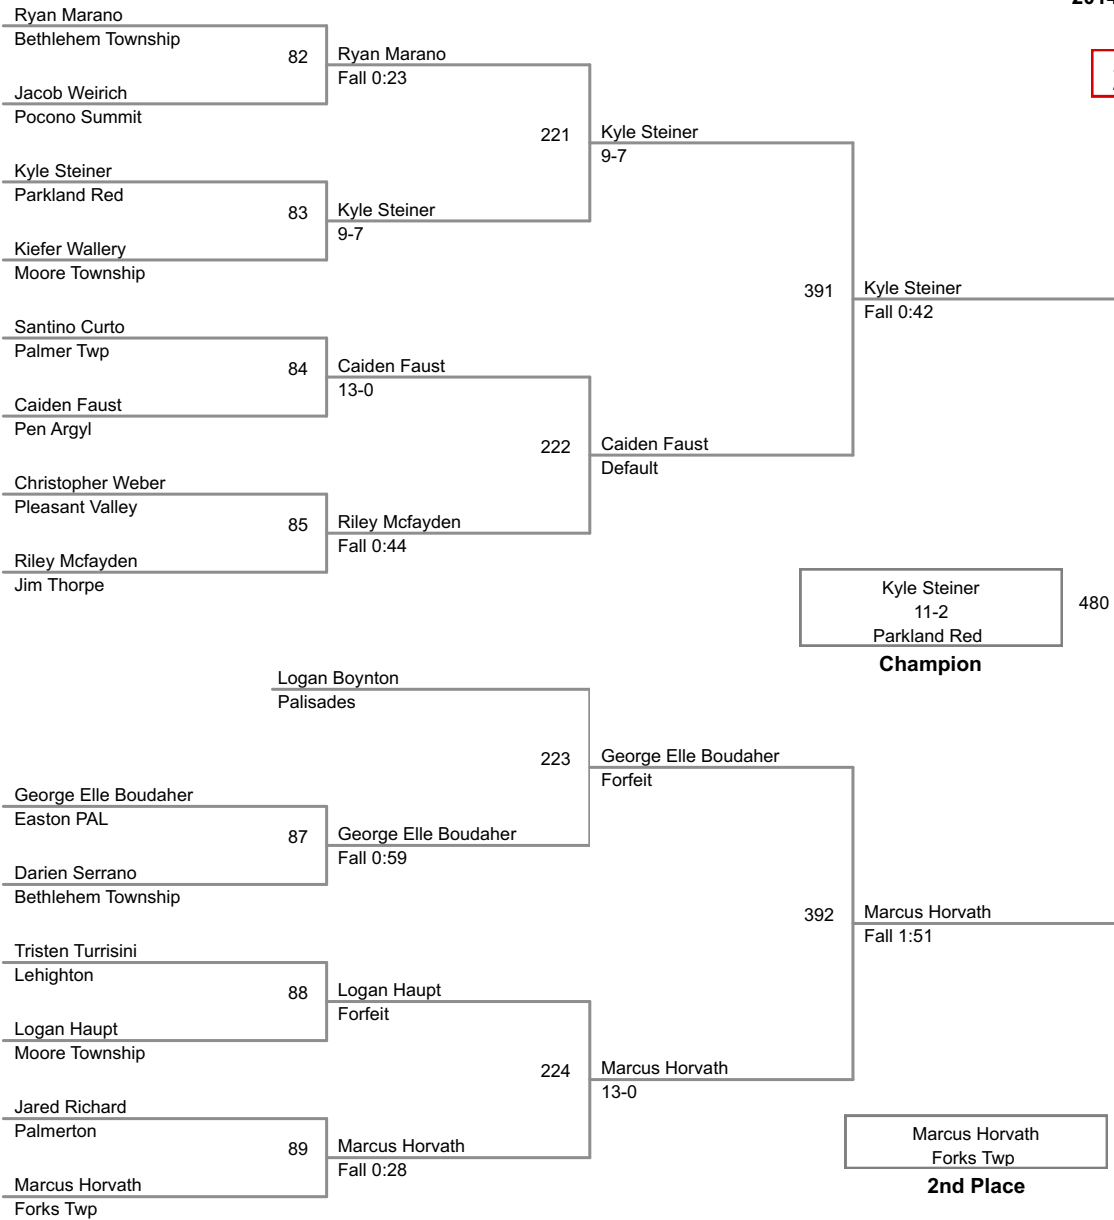 Ryan Marano
Bethlehem Township
82
Ryan Marano
Fall 0:23
Jacob Weirich
Pocono Summit
221
Kyle Steiner
9-7
Kyle Steiner
Parkland Red
83
Kyle Steiner
9-7
Kiefer Wallery
Moore Township
391
Kyle Steiner
Fall 0:42
Santino Curto
Palmer Twp
84
Caiden Faust
13-0
Caiden Faust
Pen Argyl
222
Caiden Faust
Default
Christopher Weber
Pleasant Valley
85
Riley Mcfayden
Fall 0:44
Riley Mcfayden
Jim Thorpe
Kyle Steiner
11-2
Parkland Red
480
Champion
Logan Boynton
Palisades
223
George Elle Boudaher
Forfeit
George Elle Boudaher
Easton PAL
87
George Elle Boudaher
Fall 0:59
Darien Serrano
Bethlehem Township
392
Marcus Horvath
Fall 1:51
Tristen Turrisini
Lehighton
88
Logan Haupt
Forfeit
Logan Haupt
Moore Township
224
Marcus Horvath
13-0
Jared Richard
Palmerton
89
Marcus Horvath
Fall 0:28
Marcus Horvath
Forks Twp
Marcus Horvath
Forks Twp
2nd Place